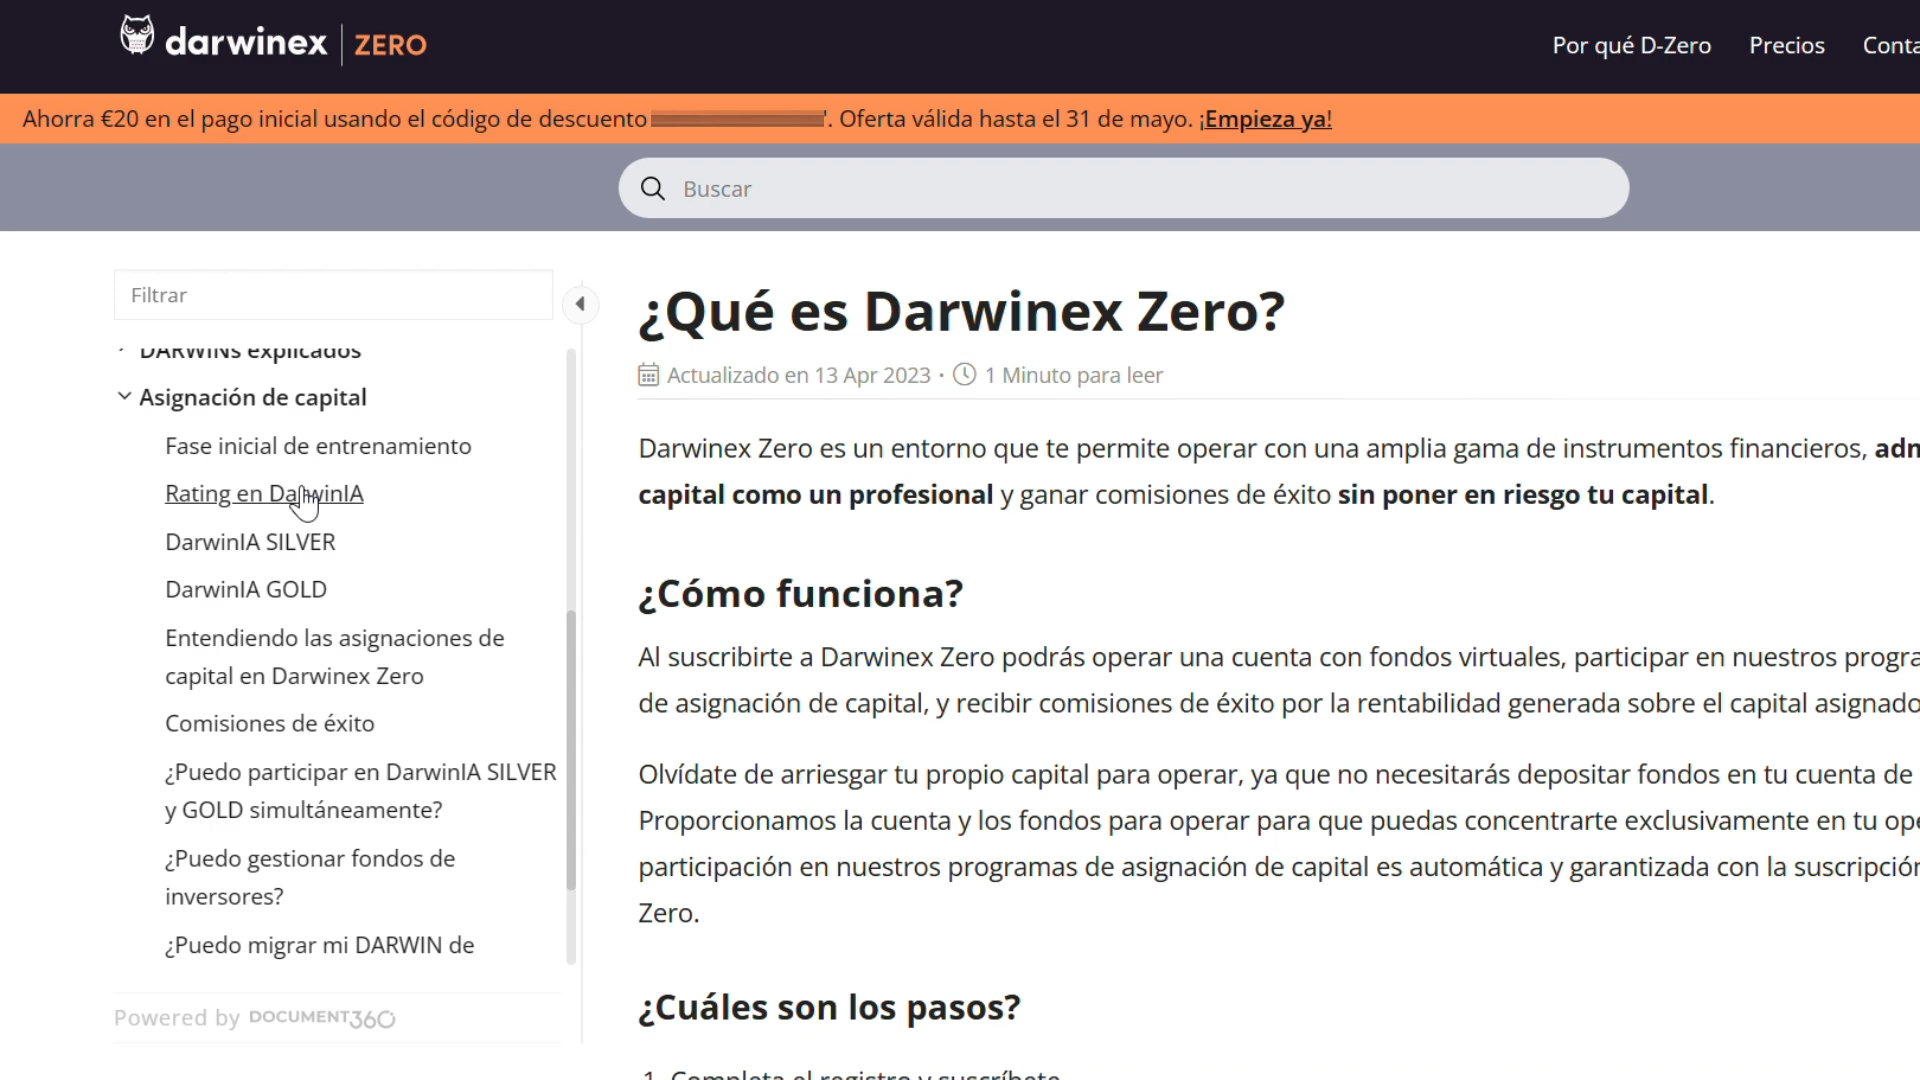 darwinex ZERO
Por qué D-Zero Precios
Ahorra €20 en el pago inicial usando el código de descuento '. Oferta válida hasta el 31 de mayo. ¡Empieza ya!
Buscar
Filtrar
DARWINs explicados
Asignación de capital
Fase inicial de entrenamiento
Rating en DarwinIA
DarwinIA SILVER
DarwinIA GOLD
Entendiendo las asignaciones de
capital en Darwinex Zero
Comisiones de éxito
¿Puedo participar en DarwinIA SILVER
y GOLD simultáneamente?
¿Puedo gestionar fondos de
inversores?
¿Puedo migrar mi DARWIN de
Powered by DOCUMENT360
¿Qué es Darwinex Zero?
Actualizado en 13 Apr 2023 • 1 Minuto para leer
Darwinex Zero es un entorno que te permite operar con una amplia gama de instrumentos financieros,
capital como un profesional y ganar comisiones de éxito sin poner en riesgo tu capital.
¿Cómo funciona?
Al suscribirte a Darwinex Zero podrás operar una cuenta con fondos virtuales, participar en nuestros
de asignación de capital, y recibir comisiones de éxito por la rentabilidad generada sobre el capital asignado
Olvídate de arriesgar tu propio capital para operar, ya que no necesitarás depositar fondos en tu cuenta de
Proporcionamos la cuenta y los fondos para operar para que puedas concentrarte exclusivamente en tu
participación en nuestros programas de asignación de capital es automática y garantizada con la suscripción
Zero.
¿Cuáles son los pasos?
1. Completa el registro y suscríbete